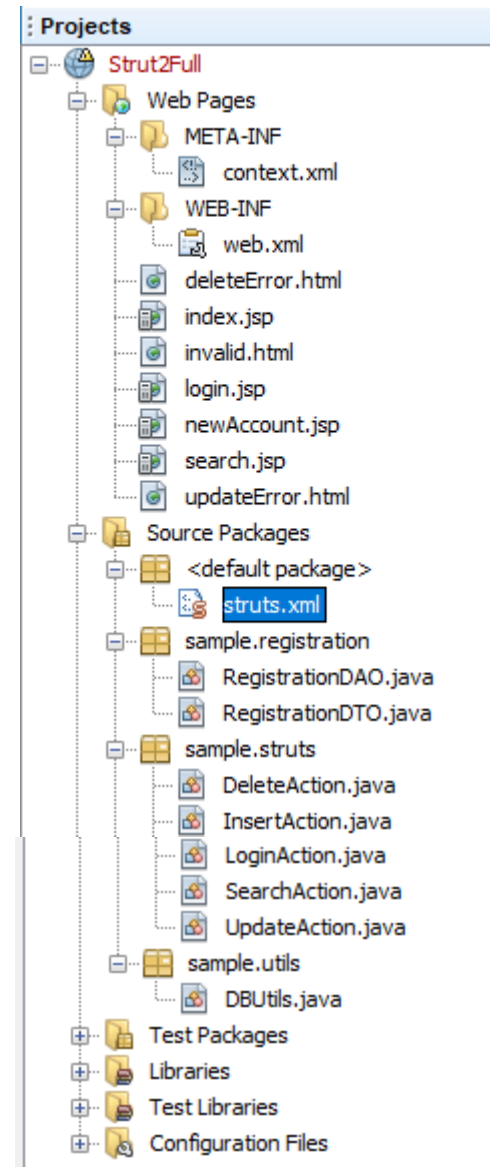 Projects
Strut2Full
Web Pages
META-INF
context.xml
WEB-INF
web.xml
deleteError.html
index.jsp
invalid.html
login.jsp
newAccount.jsp
search.jsp
updateError.html
Source Packages
<default package>
struts.xml
sample.registration
RegistrationDAO.java
RegistrationDTO.java
sample.struts
DeleteAction.java
InsertAction.java
LoginAction.java
SearchAction.java
UpdateAction.java
sample.utils
DBUtils.java
Test Packages
Libraries
Test Libraries
Configuration Files